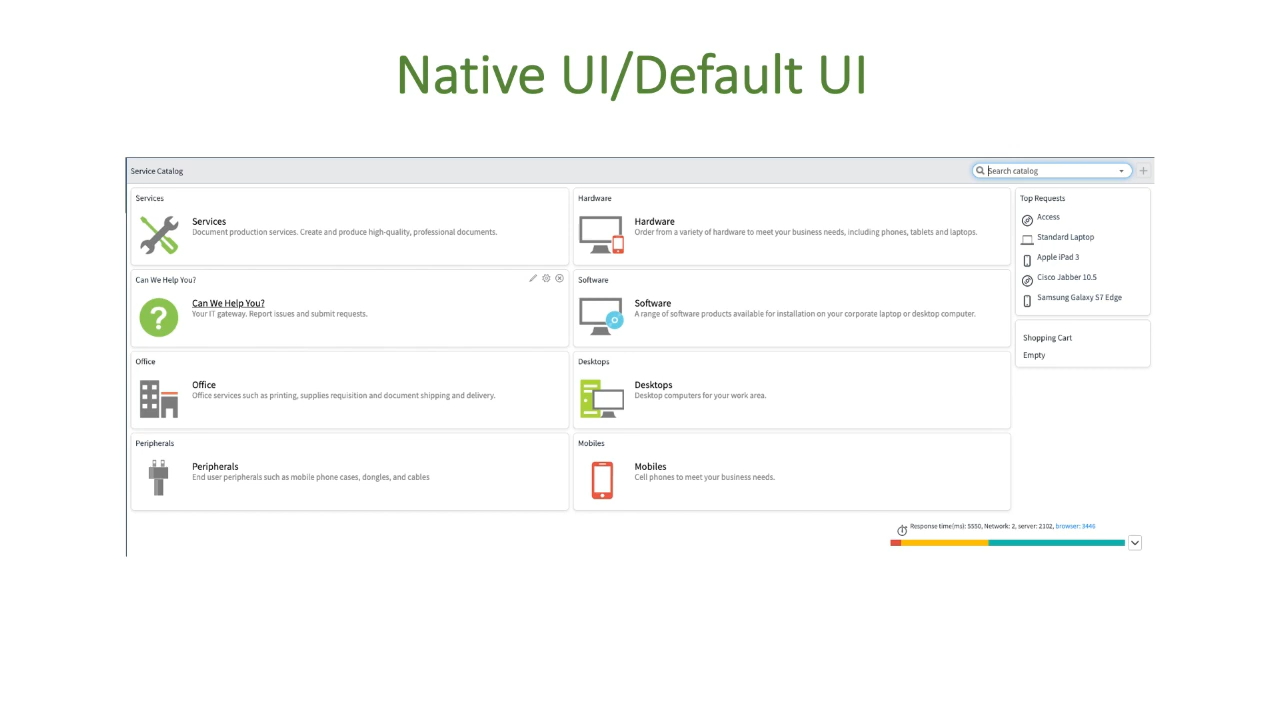 Native UI/Default UI
Service Catalog
Search catalog
Services
Services
Document production services. Create and produce high-quality, professional documents.
Hardware
Hardware
Order from a variety of hardware to meet your business needs, including phones, tablets and laptops.
Can We Help You?
Can We Help You?
Your IT gateway. Report issues and submit requests.
Software
Software
A range of software products available for installation on your corporate laptop or desktop computer.
Office
Office
Office services such as printing, supplies requisition and document shipping and delivery.
Desktops
Desktops
Desktop computers for your work area.
Peripherals
Peripherals
End user peripherals such as mobile phone cases, dongles, and cables
Mobiles
Mobiles
Cell phones to meet your business needs.
Top Requests
Access
Standard Laptop
Apple iPad 3
Cisco Jabber 10.5
Samsung Galaxy S7 Edge
Shopping Cart
Empty
Response time(ms): 5550, Network: 2, server: 2102, browser: 3446